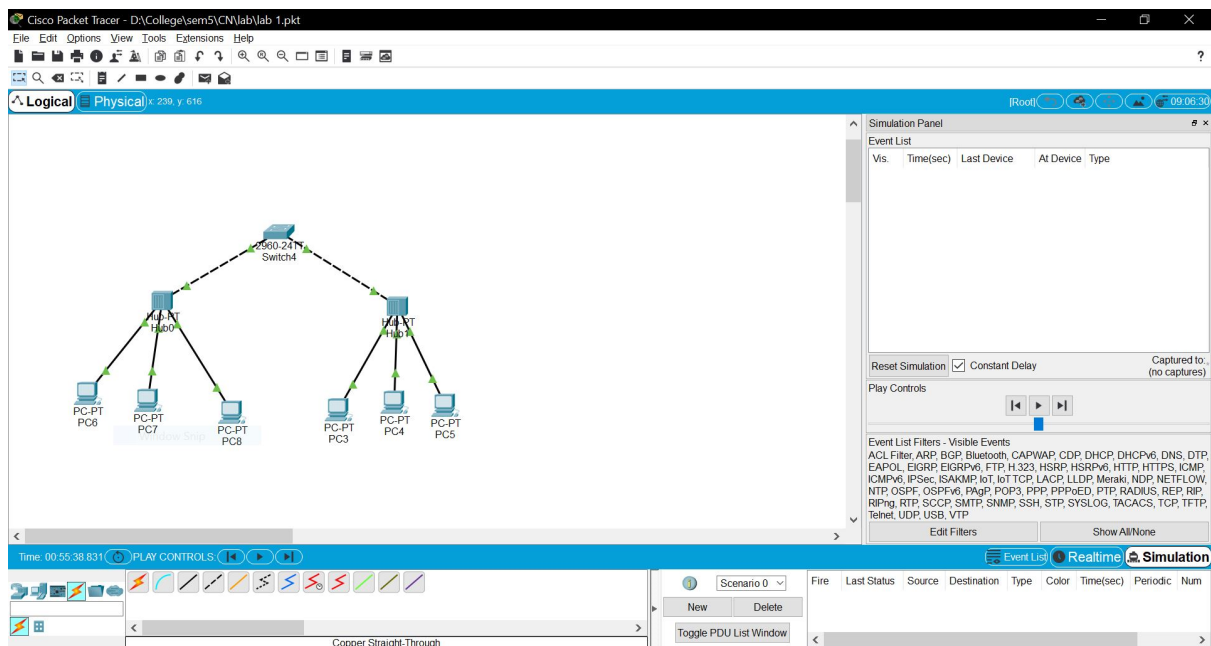 Cisco Packet Tracer - D:\College\sem5\CN\lab\lab 1.pkt
File Edit Options View Tools Extensions Help
?
Logical Physical x: 239, y: 616 [Root] 09:06:30
Simulation Panel
Event List
Vis. Time(sec) Last Device At Device Type
2960-24TT
Switch4
Hub-PT
Hub0
Hub-PT
Hub1
PC-PT
PC6
PC-PT
PC7
PC-PT
PC8
PC-PT
PC3
PC-PT
PC4
PC-PT
PC5
Window Snip
Reset Simulation Constant Delay Captured to:
(no captures)
Play Controls
Event List Filters - Visible Events
ACL Filter, ARP, BGP, Bluetooth, CAPWAP, CDP, DHCP, DHCPv6, DNS, DTP,
EAPOL, EIGRP, EIGRPv6, FTP, H.323, HSRP, HSRPv6, HTTP, HTTPS, ICMP,
ICMPv6, IPSec, ISAKMP, IoT, IoT TCP, LACP, LLDP, Meraki, NDP, NETFLOW,
NTP, OSPF, OSPFv6, PAgP, POP3, PPP, PPPoED, PTP, RADIUS, REP, RIP,
RIPng, RTP, SCCP, SMTP, SNMP, SSH, STP, SYSLOG, TACACS, TCP, TFTP,
Telnet, UDP, USB, VTP
Edit Filters Show All/None
Time: 00:55:38.831 PLAY CONTROLS: Event List Realtime Simulation
Scenario 0
New Delete
Toggle PDU List Window
Fire Last Status Source Destination Type Color Time(sec) Periodic Num
Copper Straight-Through